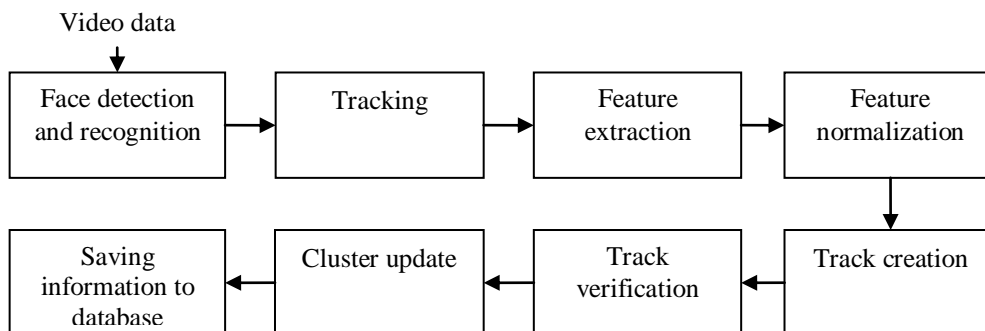 Video data
Face detection
and recognition
Tracking
Feature
extraction
Feature
normalization
Saving
information to
database
Cluster update
Track
verification
Track creation